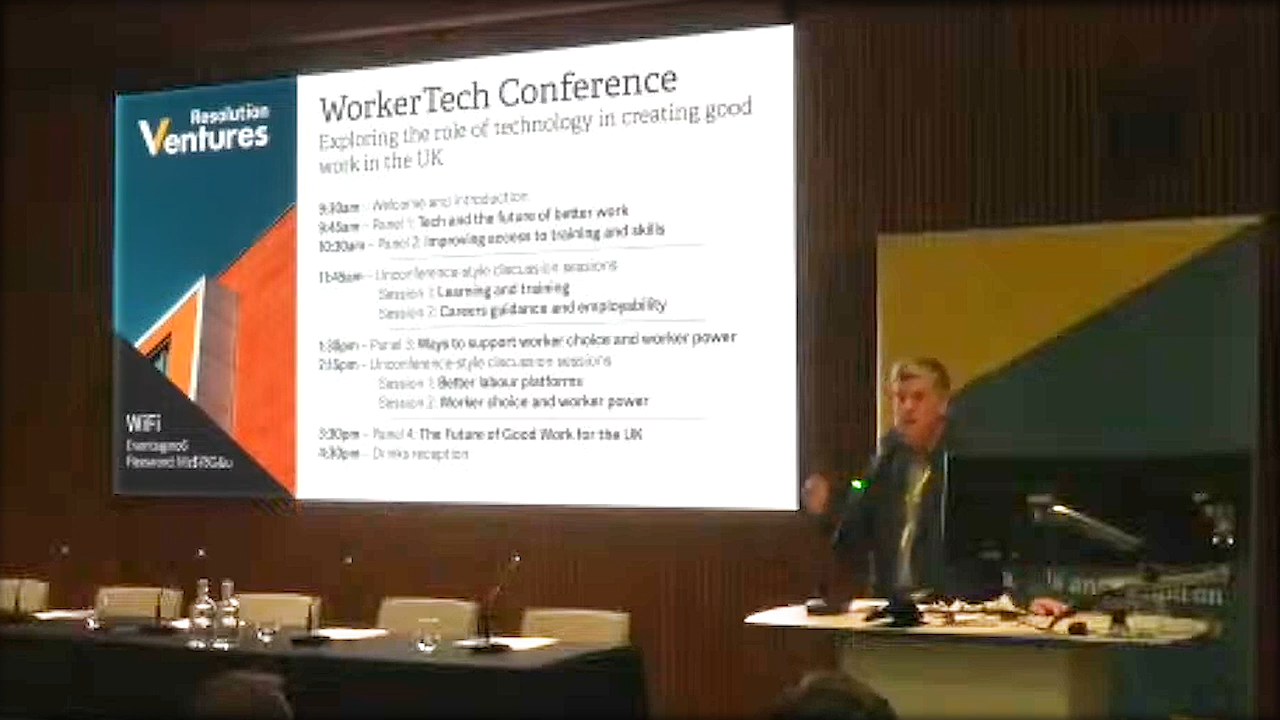 Resolution
Ventures
WorkerTech Conference
Exploring the role of technology in creating good
work in the UK
9:30am - Welcome and introduction
9:45am - Panel 1: Tech and the future of better work
10:30am - Panel 2: Improving access to training and skills
11:45am - Unconference-style discussion sessions
Session 1: Learning and training
Session 2: Careers guidance and employability
1:30pm - Panel 3: Ways to support worker choice and worker power
2:15pm - Unconference-style discussion sessions
Session 1: Better labour platforms
Session 2: Worker choice and worker power
3:30pm - Panel 4: The Future of Good Work for the UK
4:30pm - Drinks reception
WiFi
Password